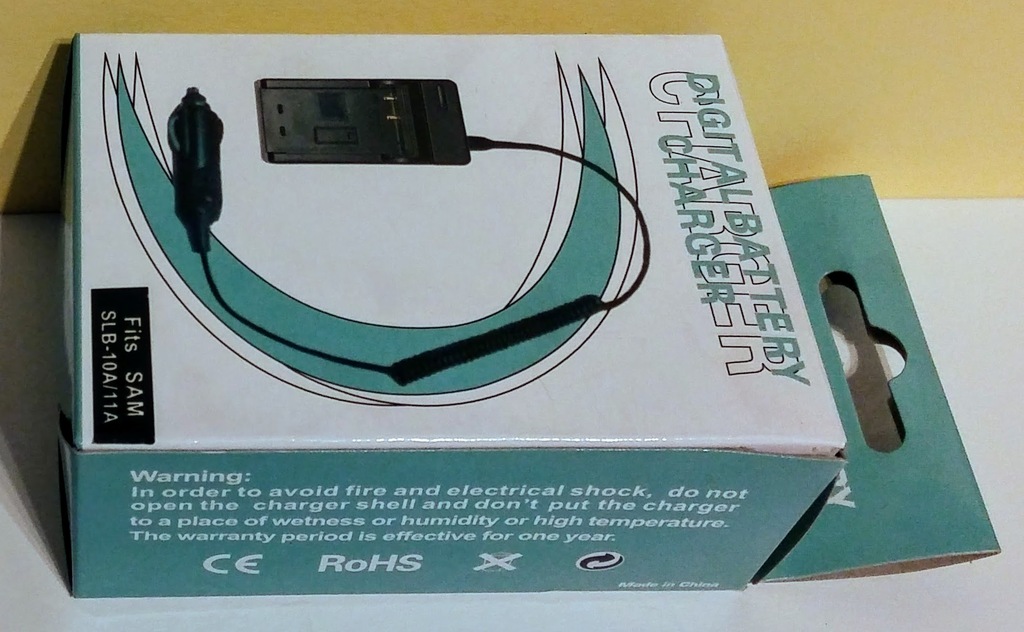 DIGITAL BATTERY
CHARGER
CHARGER
Fits SAM
SLB-10A/11A
Warning:
In order to avoid fire and electrical shock, do not
open the charger shell and don't put the charger
to a place of wetness or humidity or high temperature.
The warranty period is effective for one year.
CE RoHS
Made in China